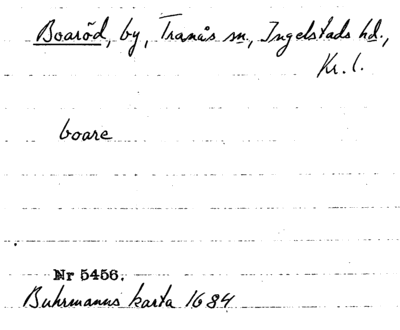 Boaröd, by, Tranås sn., Ingelstads hd.,
Kr. l.
boare
Nr 5456.
Buhrmanns karta 1684